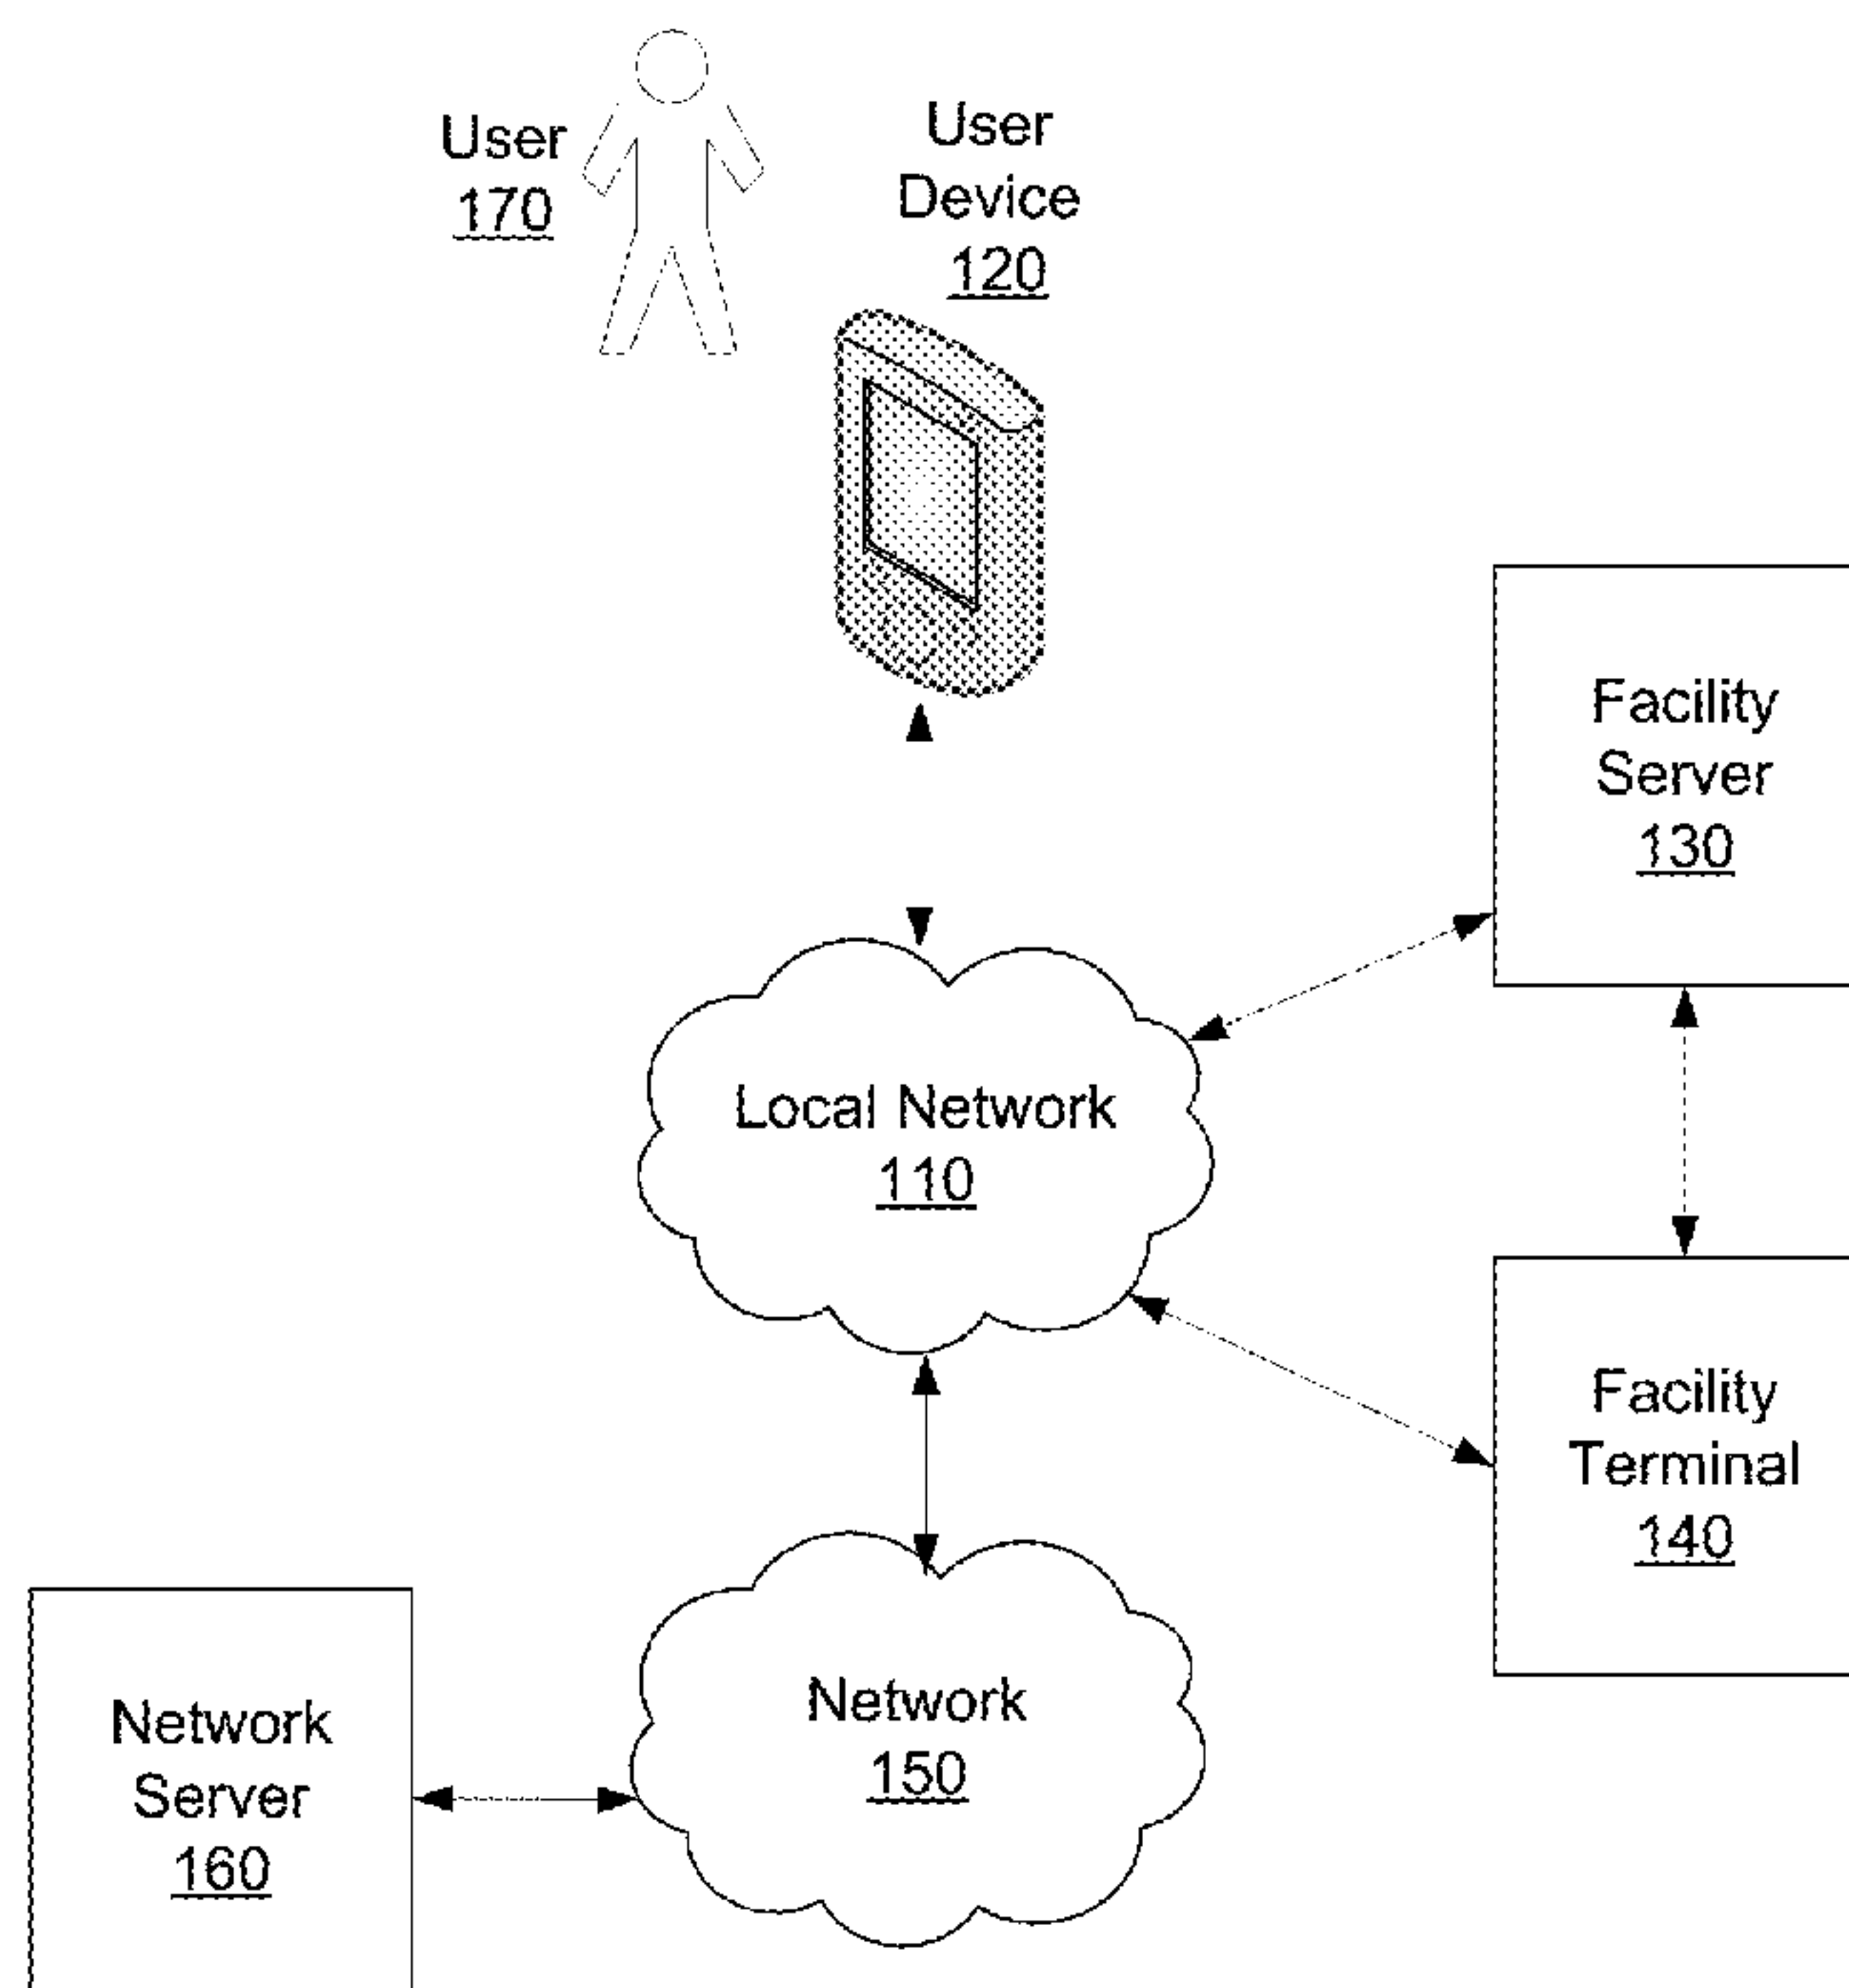 User
170
User
Device
120
Facility
Server
130
Local Network
110
Facility
Terminal
140
Network
150
Network
Server
160